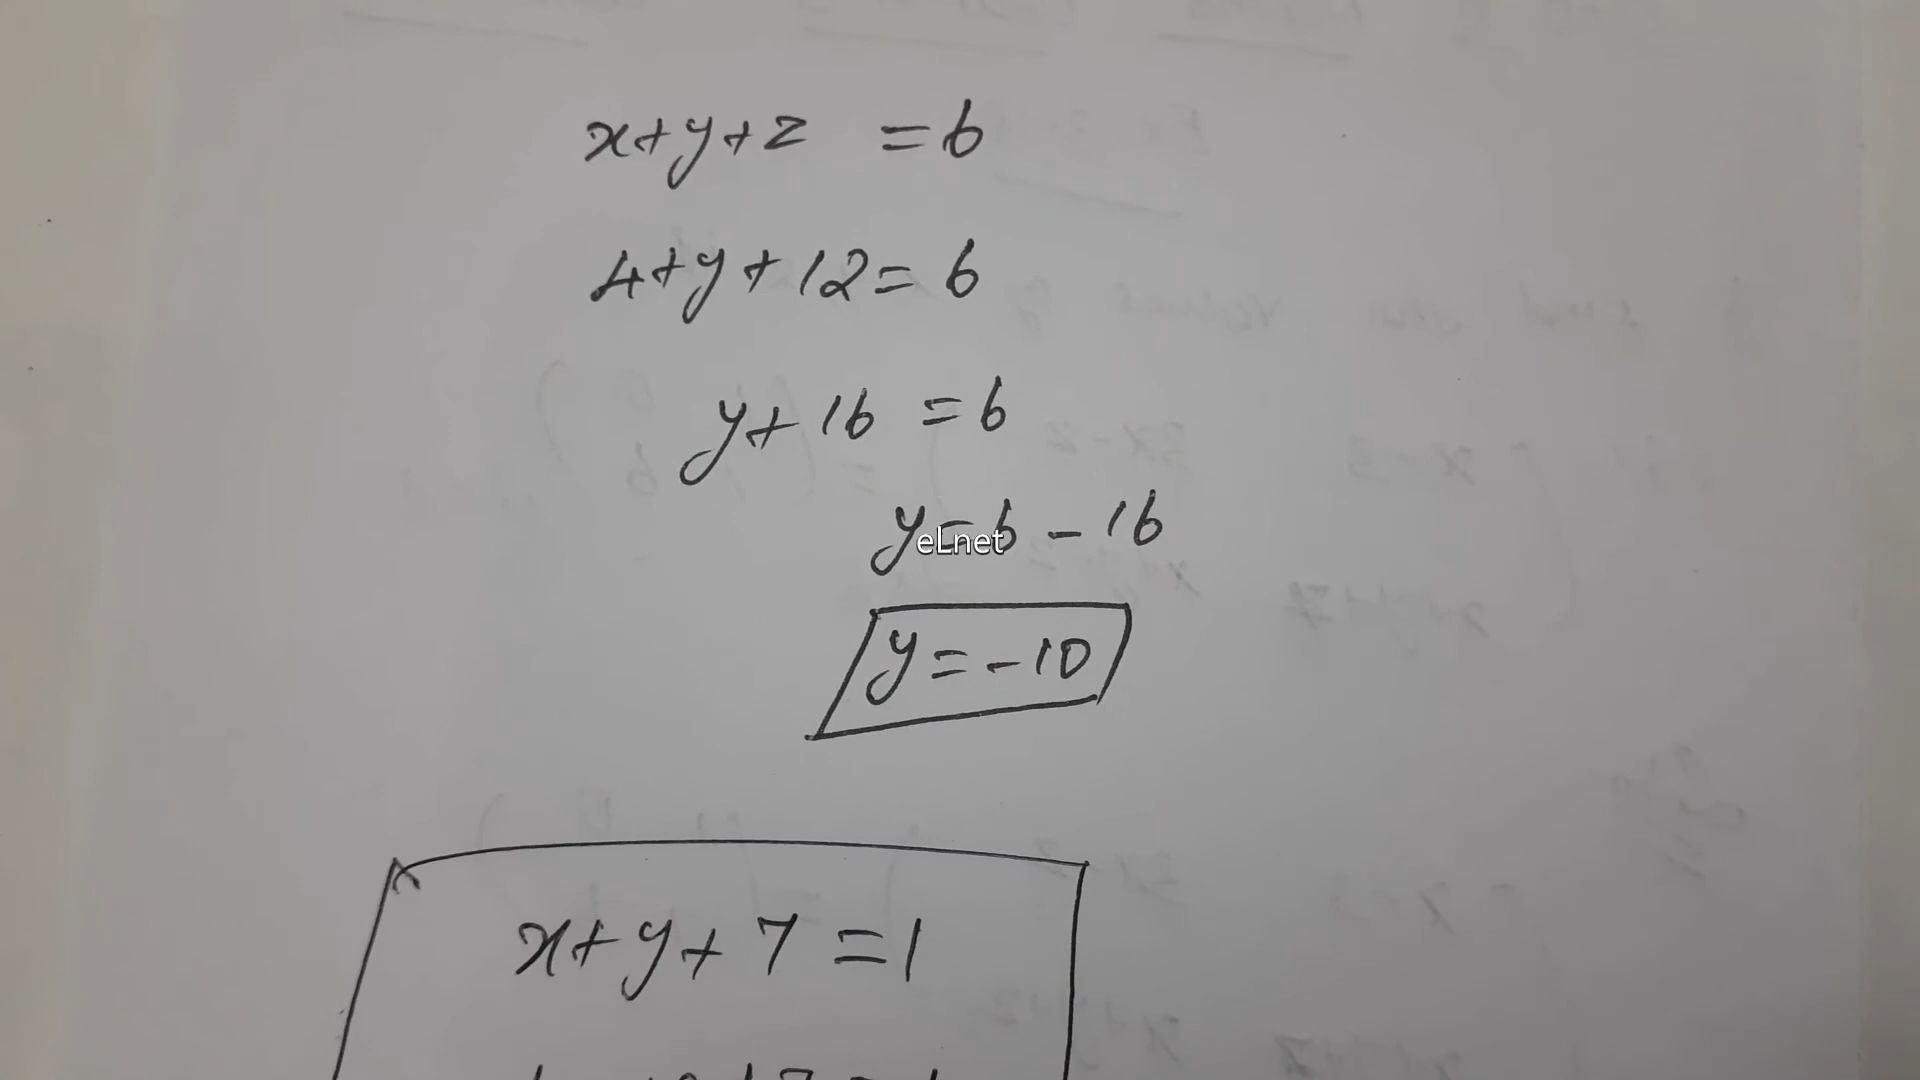 x+y+z = 6
4+y+12 = 6
y+16 = 6
y = 6 - 16
eLnet
y = -10
x+y+7 = 1